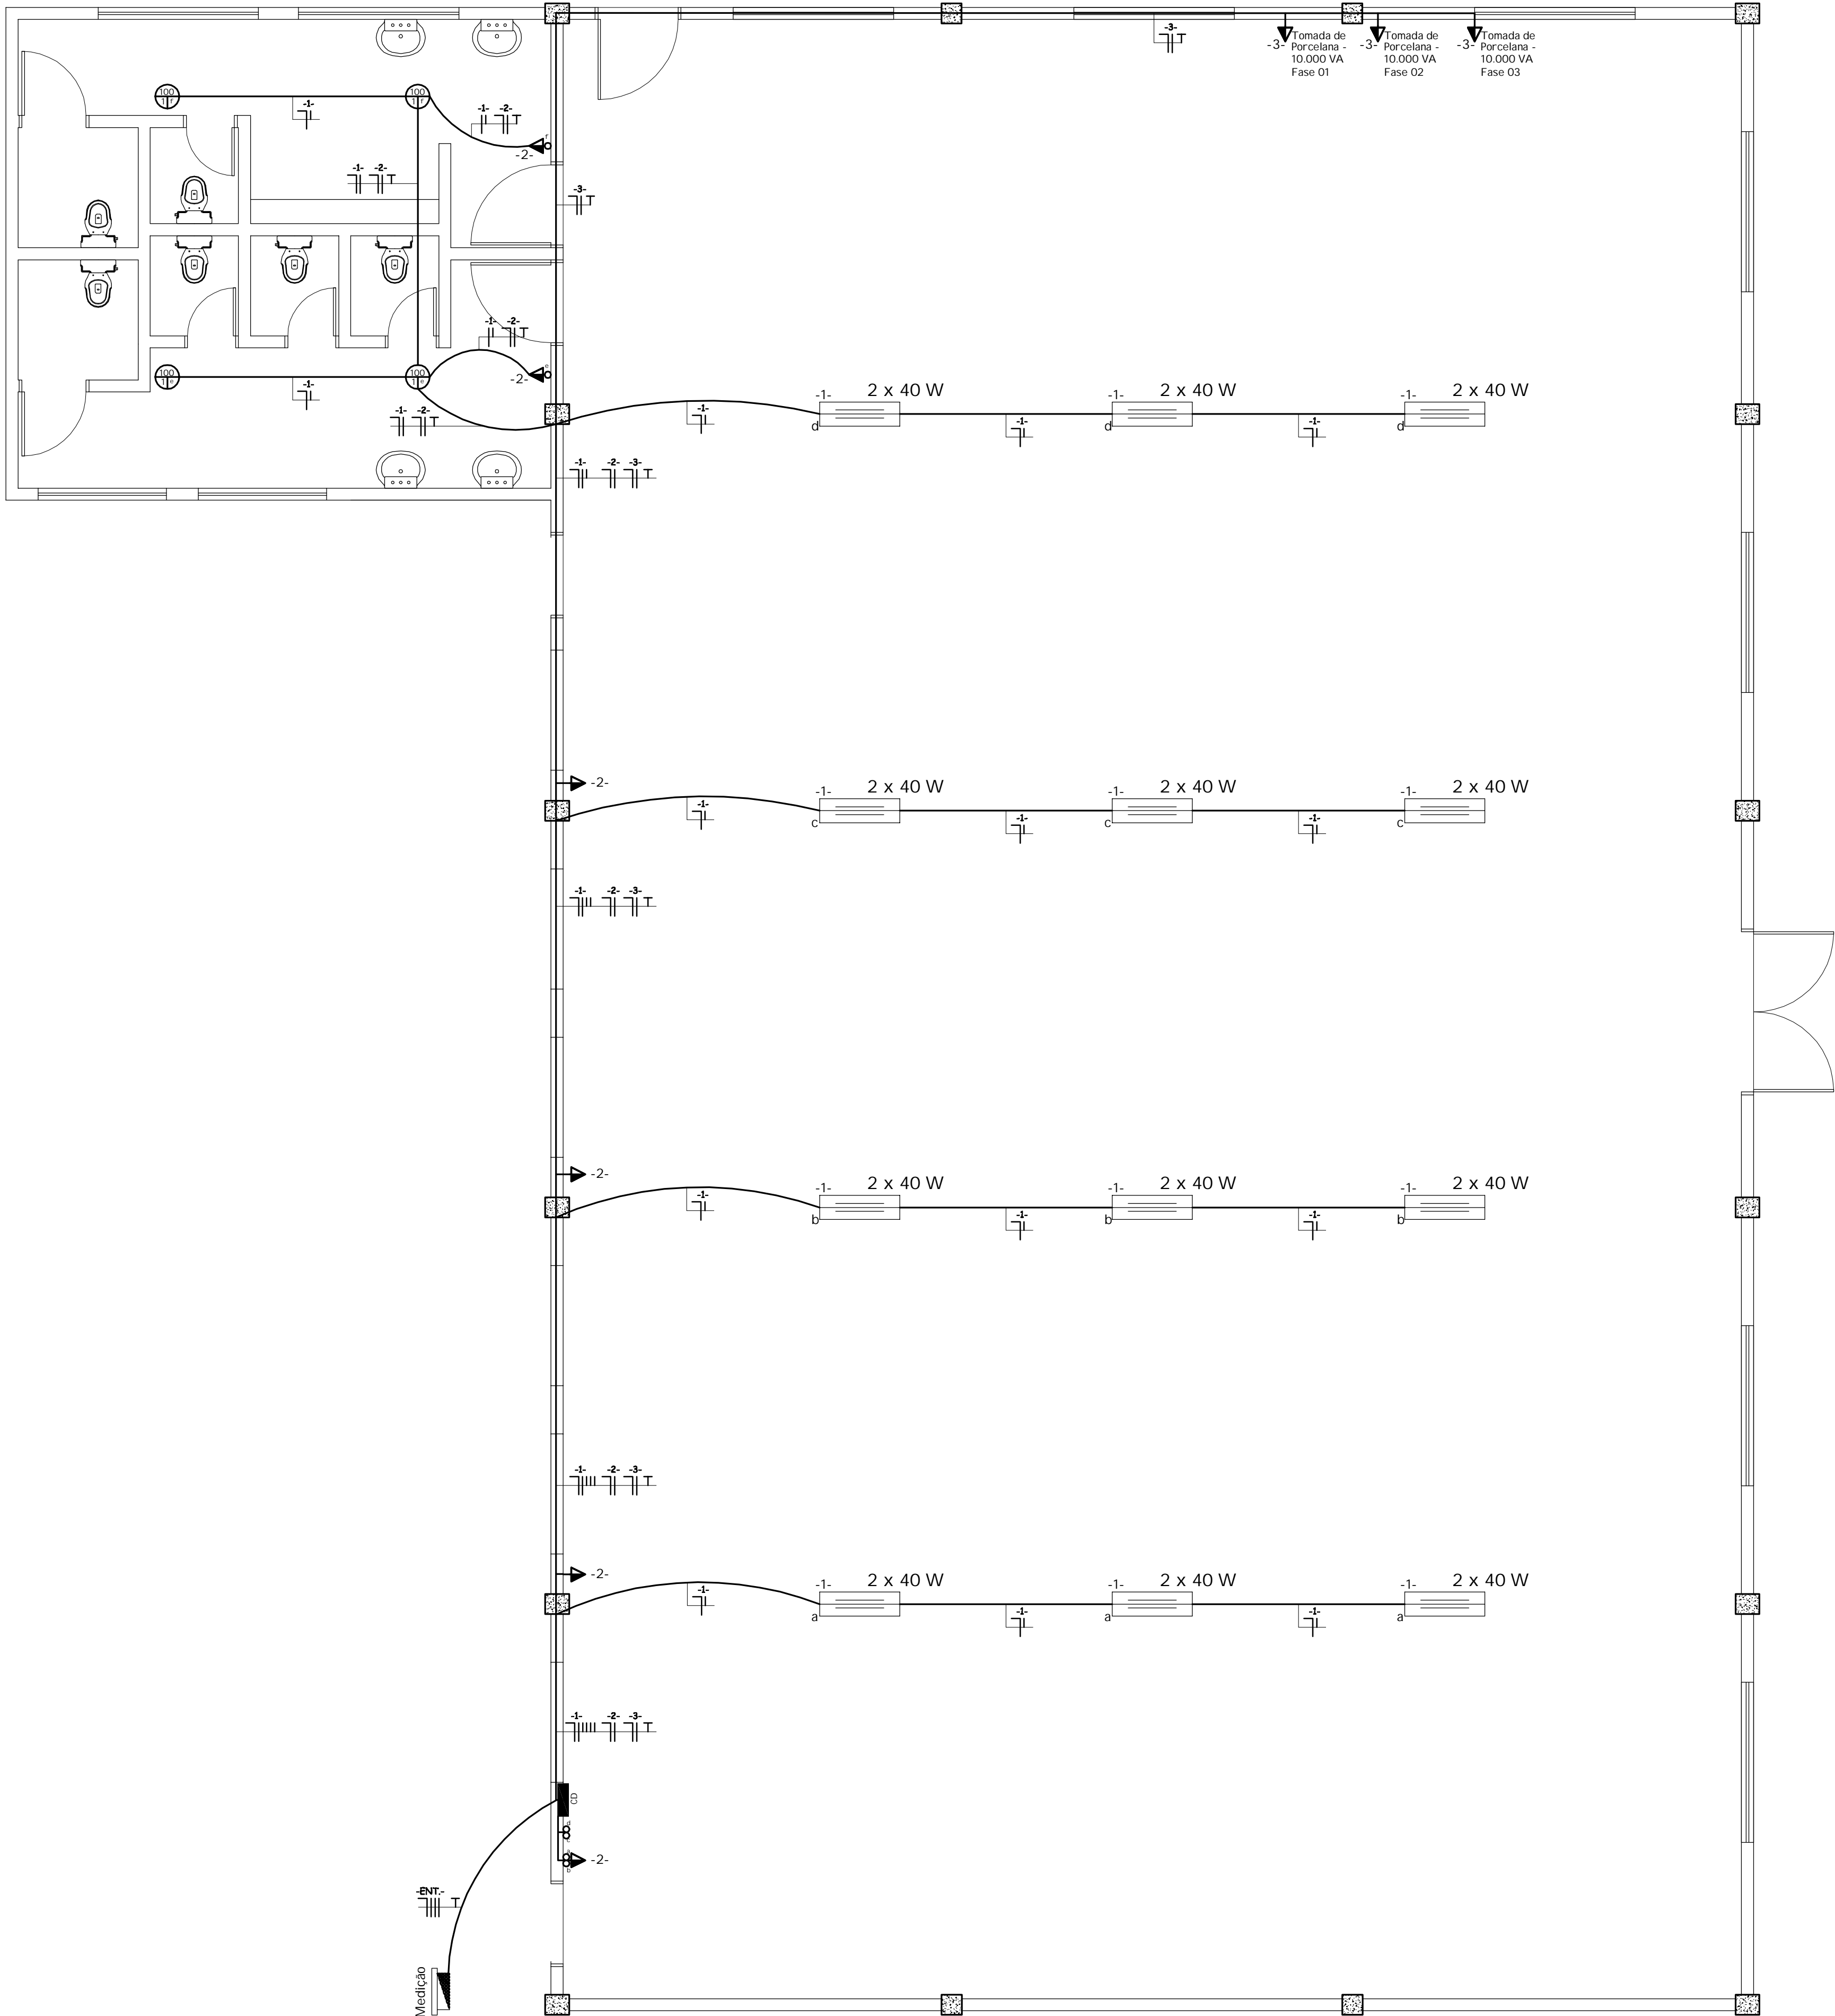 -3-
-3-
Tomada de
Porcelana -
10.000 VA
Fase 01
-3-
Tomada de
Porcelana -
10.000 VA
Fase 02
-3-
Tomada de
Porcelana -
10.000 VA
Fase 03
100
1 r
100
1 r
-1-
-1- -2- T
r
-2-
-1- -2- T
-3- T
-1- -2- T
e
-2-
100
1 e
100
1 e
-1-
-1- -2- T
-1-
-1- 2 x 40 W
d
-1-
-1- 2 x 40 W
d
-1-
-1- 2 x 40 W
d
-1- -2- -3- T
-2-
-1-
-1- 2 x 40 W
c
-1-
-1- 2 x 40 W
c
-1-
-1- 2 x 40 W
c
-1- -2- -3- T
-2-
-1-
-1- 2 x 40 W
b
-1-
-1- 2 x 40 W
b
-1-
-1- 2 x 40 W
b
-1- -2- -3- T
-2-
-1-
-1- 2 x 40 W
a
-1-
-1- 2 x 40 W
a
-1-
-1- 2 x 40 W
a
-1- -2- -3- T
CD
-2-
-ENT.-
T
Medição